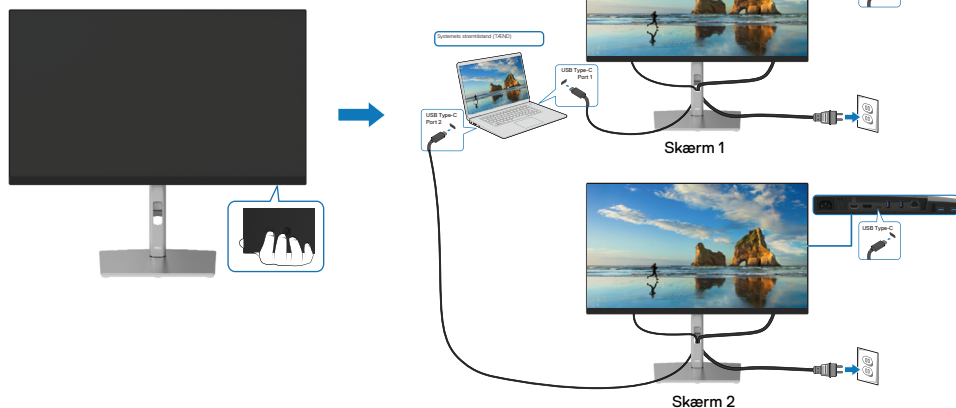 Systemets strømtilstand (TÆND)
USB Type-C
Port 1
USB Type-C
Port 2
Skærm 1
USB Type-C
Skærm 2